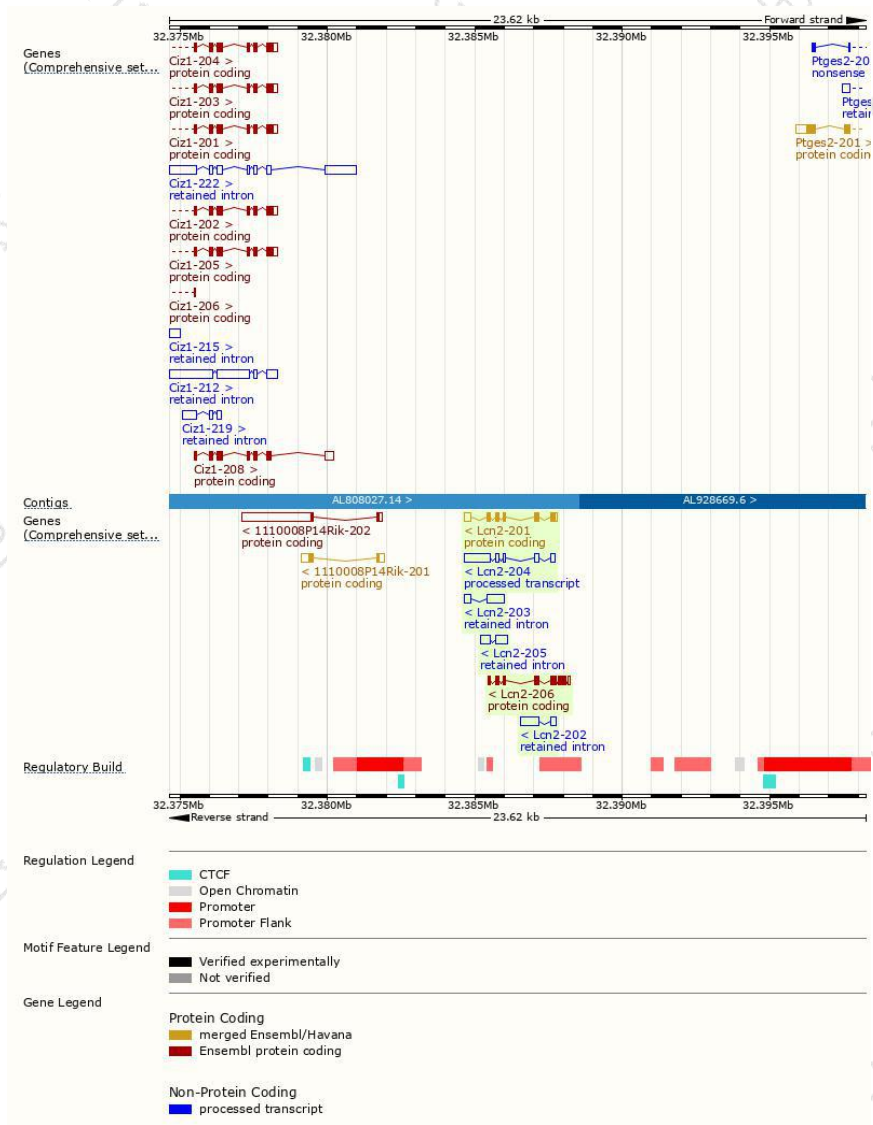 23.62 kb
Forward strand
32.375Mb 32.380Mb 32.385Mb 32.390Mb 32.395Mb
Genes
(Comprehensive set...
Ciz1-204 >
protein coding
Ciz1-203 >
protein coding
Ciz1-201 >
protein coding
Ciz1-222 >
retained intron
Ciz1-202 >
protein coding
Ciz1-205 >
protein coding
Ciz1-206 >
protein coding
Ciz1-215 >
retained intron
Ciz1-212 >
retained intron
Ciz1-219 >
retained intron
Ciz1-208 >
protein coding
Ptges2-20
nonsense
Ptges
retain
Ptges2-201 >
protein codin
Contigs
AL808027.14 >
AL928669.6 >
Genes
(Comprehensive set...
< 1110008P14Rik-202
protein coding
< 1110008P14Rik-201
protein coding
< Lcn2-201
protein coding
< Lcn2-204
processed transcript
< Lcn2-203
retained intron
< Lcn2-205
retained intron
< Lcn2-206
protein coding
< Lcn2-202
retained intron
Regulatory Build
32.375Mb 32.380Mb 32.385Mb 32.390Mb 32.395Mb
Reverse strand
23.62 kb
Regulation Legend
CTCF
Open Chromatin
Promoter
Promoter Flank
Motif Feature Legend
Verified experimentally
Not verified
Gene Legend
Protein Coding
merged Ensembl/Havana
Ensembl protein coding
Non-Protein Coding
processed transcript